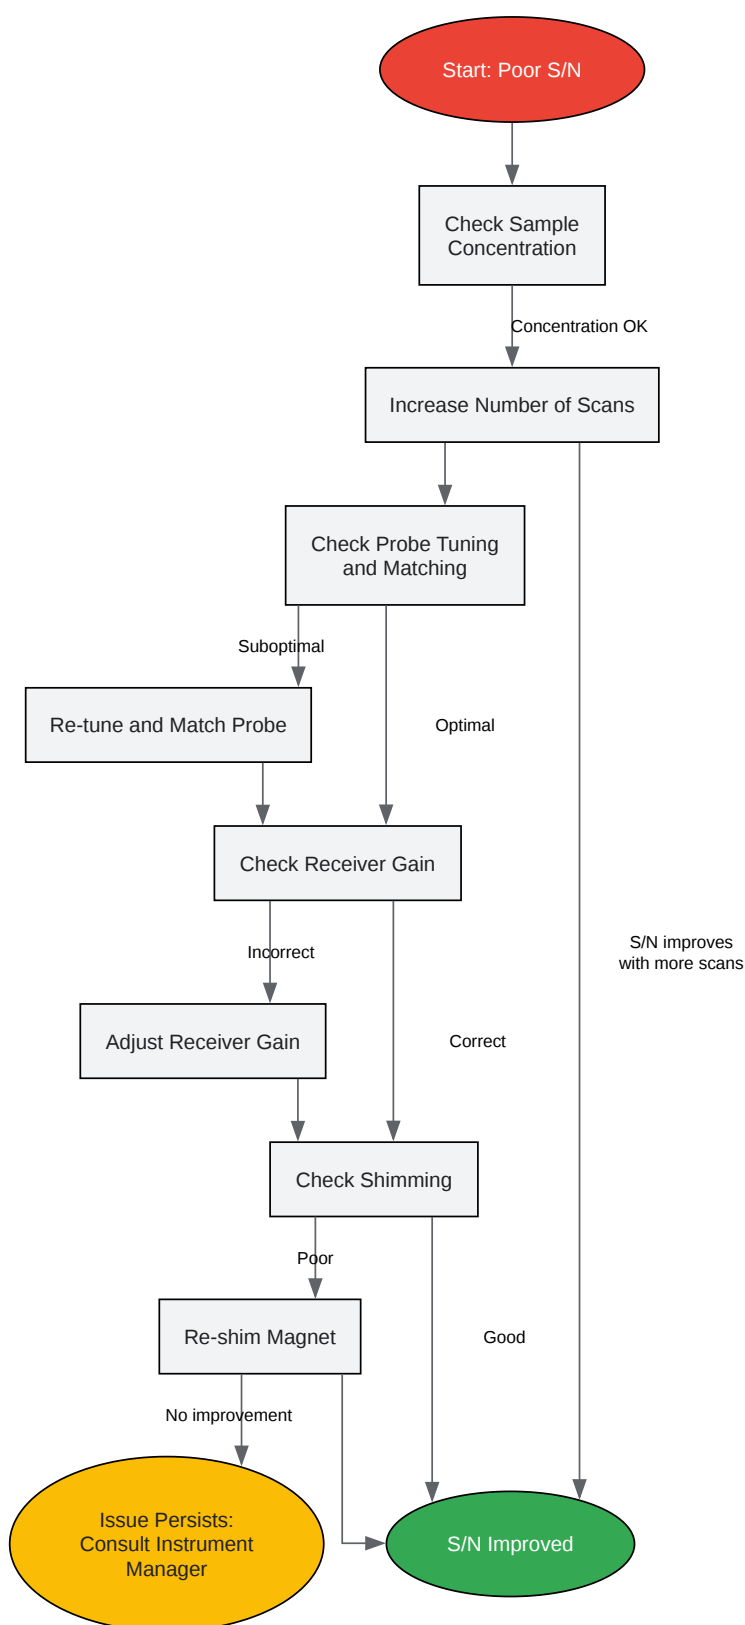 Start: Poor S/N
Check Sample
Concentration
Concentration OK
Increase Number of Scans
Check Probe Tuning
and Matching
Suboptimal
Re-tune and Match Probe
Optimal
Check Receiver Gain
S/N improves
with more scans
Incorrect
Adjust Receiver Gain
Correct
Check Shimming
Poor
Re-shim Magnet
Good
No improvement
Issue Persists:
Consult Instrument
Manager
S/N Improved